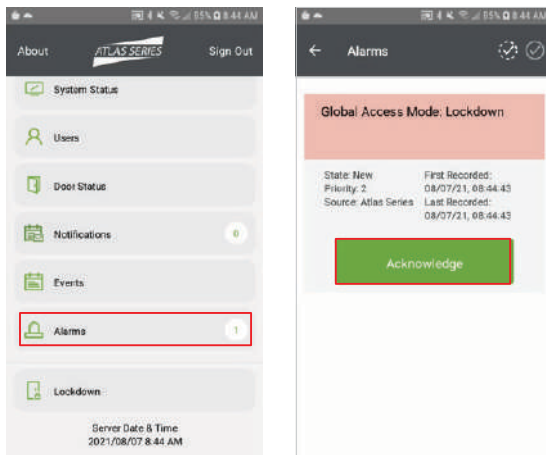 85% 8:44 AM
About ATLAS SERIES Sign Out
System Status
Users
Door Status
Notifications 0
Events
Alarms 1
Lockdown
Server Date & Time
2021/08/07 8:44 AM
85% 8:44 AM
Alarms
Global Access Mode: Lockdown
State: New
Priority: 2
Source: Atlas Series
First Recorded:
08/07/21, 08:44:43
Last Recorded:
08/07/21, 08:44:43
Acknowledge